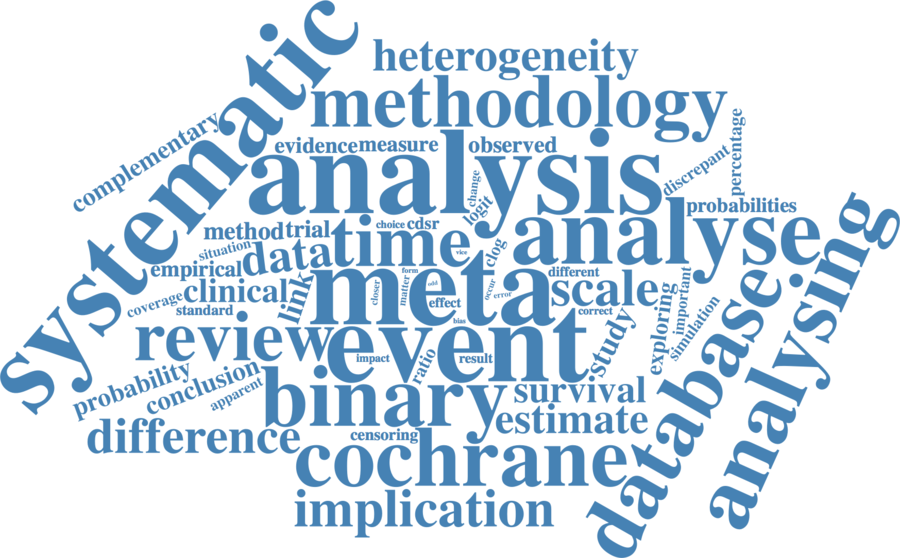 systematic
heterogeneity
methodology
complementary
evidence
measure
observed
percentage
discrepant
analysis
change
logit
probabilities
method
trial
choice
cdsr
analyse
situation
data
time
vice
clog
empirical
coverage
clinical
standard
link
meta
closer
matter
form
odd
effect
occur
error
different
scale
correct
bias
exploring
important
simulation
database
analysing
review
event
impact
ratio
result
study
probability
conclusion
apparent
binary
survival
estimate
difference
censoring
cochrane
implication